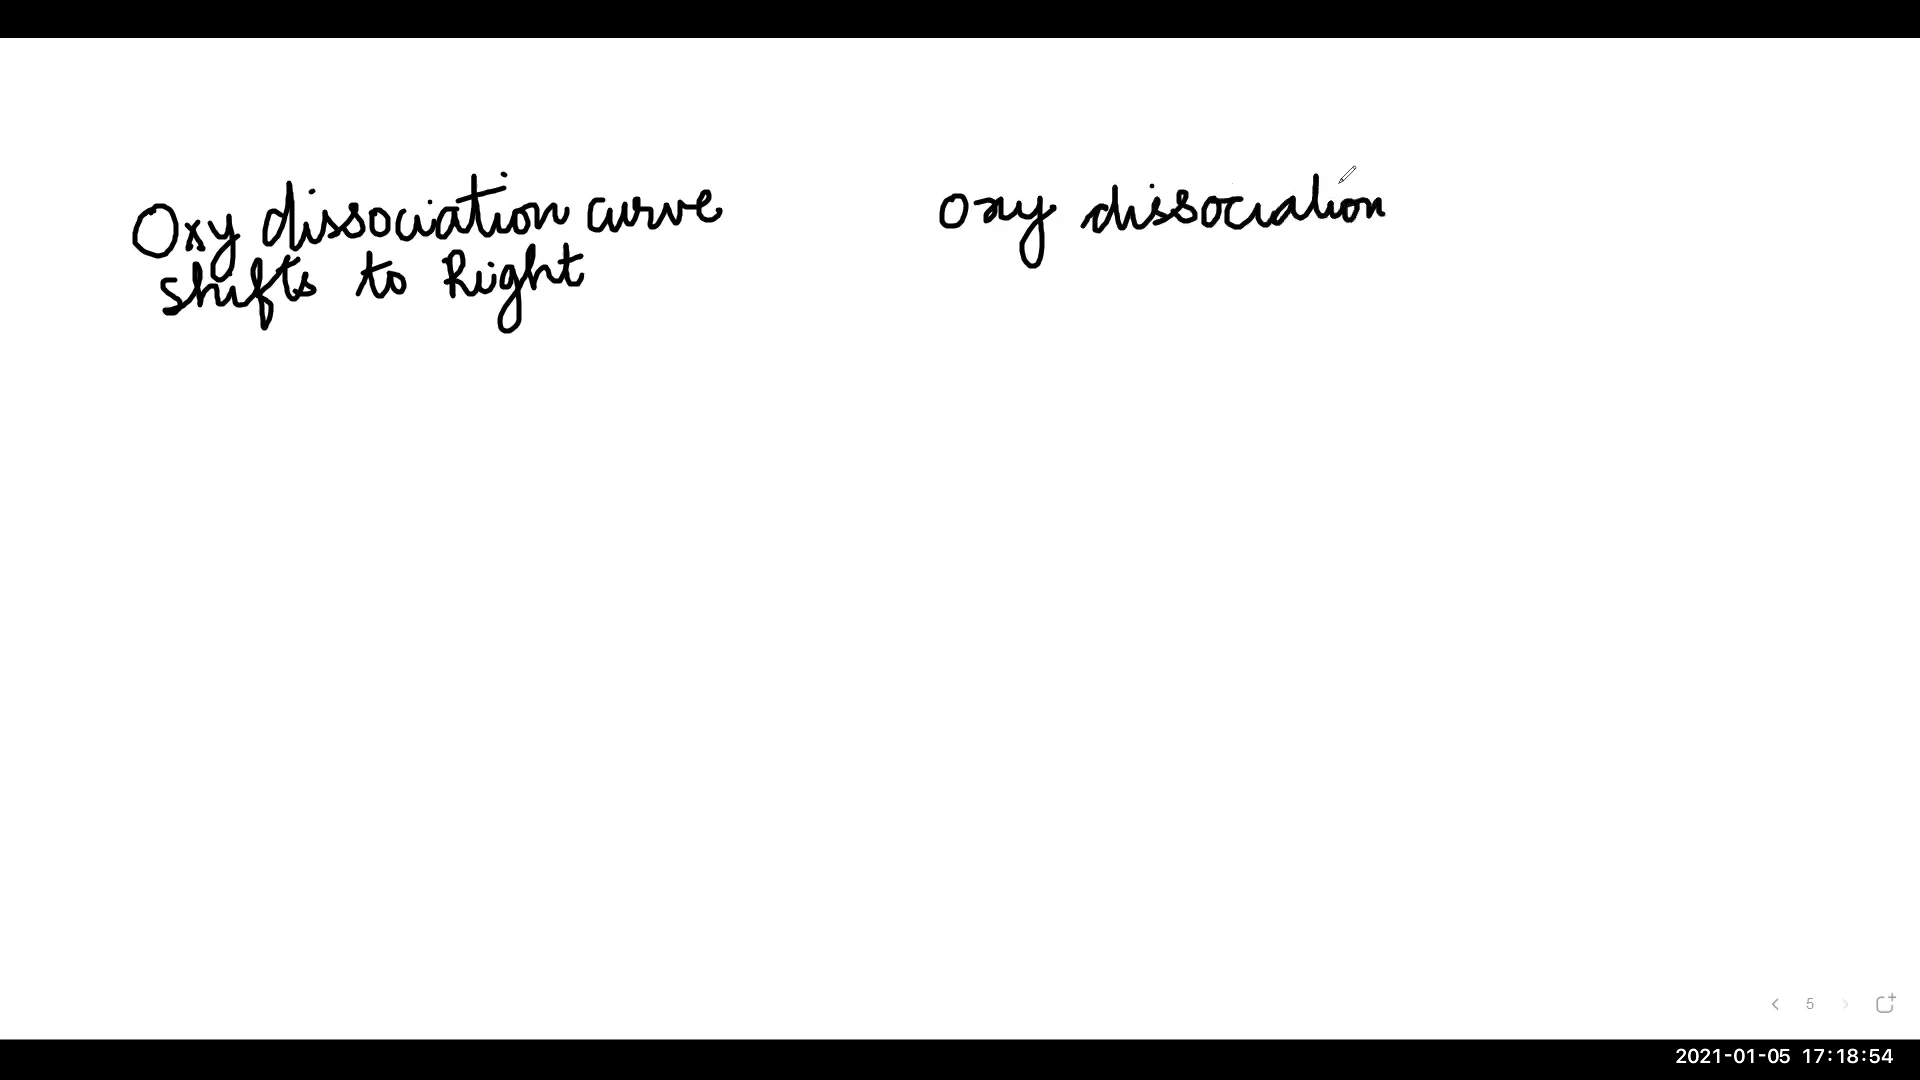 Oxy dissociation curve
shifts to Right
Oxy dissociation
5
2021-01-05 17:18:54